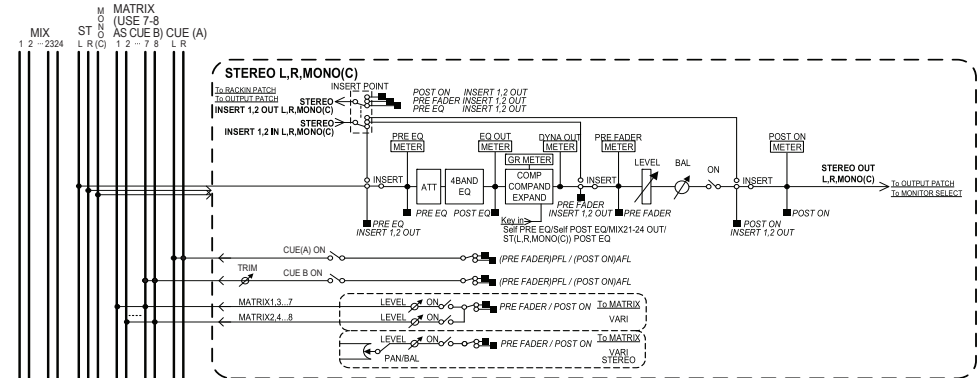 MIX
1 2 ··· 2324
ST
L R
MONO
(C)
MATRIX
(USE 7-8
AS CUE B)
1 2 ··· 7 8
CUE (A)
L R
STEREO L,R,MONO(C)
To RACKIN PATCH
To OUTPUT PATCH
INSERT POINT
STEREO
INSERT 1,2 OUT L,R,MONO(C)
STEREO
INSERT 1,2 IN L,R,MONO(C)
POST ON INSERT 1,2 OUT
PRE FADER INSERT 1,2 OUT
PRE EQ INSERT 1,2 OUT
PRE EQ
METER
EQ OUT
METER
DYNA OUT
METER
PRE FADER
METER
POST ON
METER
GR METER
INSERT
ATT
4BAND
EQ
COMP
COMPAND
EXPAND
INSERT
LEVEL
BAL
ON
INSERT
STEREO OUT
L,R,MONO(C)
To OUTPUT PATCH
To MONITOR SELECT
PRE EQ
INSERT 1,2 OUT
PRE EQ
POST EQ
Key in
Self PRE EQ/Self POST EQ/MIX21-24 OUT/
ST(L,R,MONO(C)) POST EQ
PRE FADER
INSERT 1,2 OUT
PRE FADER
POST ON
INSERT 1,2 OUT
POST ON
CUE(A) ON
(PRE FADER)PFL / (POST ON)AFL
TRIM
CUE B ON
(PRE FADER)PFL / (POST ON)AFL
MATRIX1,3...7
LEVEL
ON
PRE FADER / POST ON
To MATRIX
MATRIX2,4...8
LEVEL
ON
VARI
LEVEL
ON
PRE FADER / POST ON
To MATRIX
PAN/BAL
VARI
STEREO